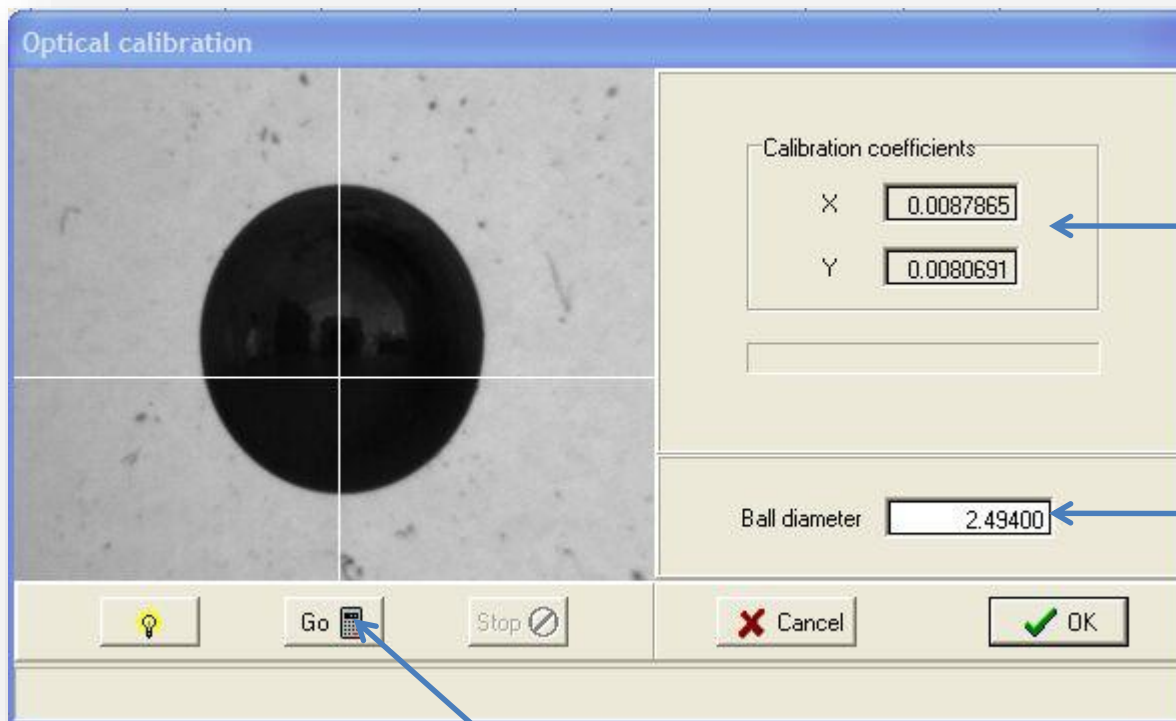 Optical calibration
Calibration coefficients
X 0.0087865
Y 0.0080691
Ball diameter 2.49400
Go Stop Cancel OK